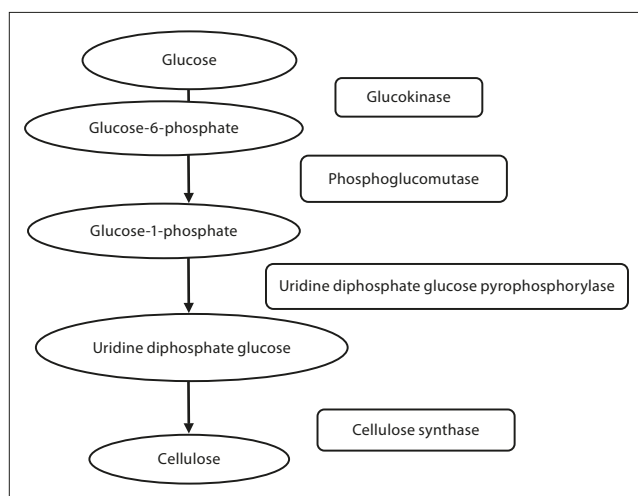 Glucose
Glucokinase
Glucose-6-phosphate
Phosphoglucomutase
Glucose-1-phosphate
Uridine diphosphate glucose pyrophosphorylase
Uridine diphosphate glucose
Cellulose synthase
Cellulose